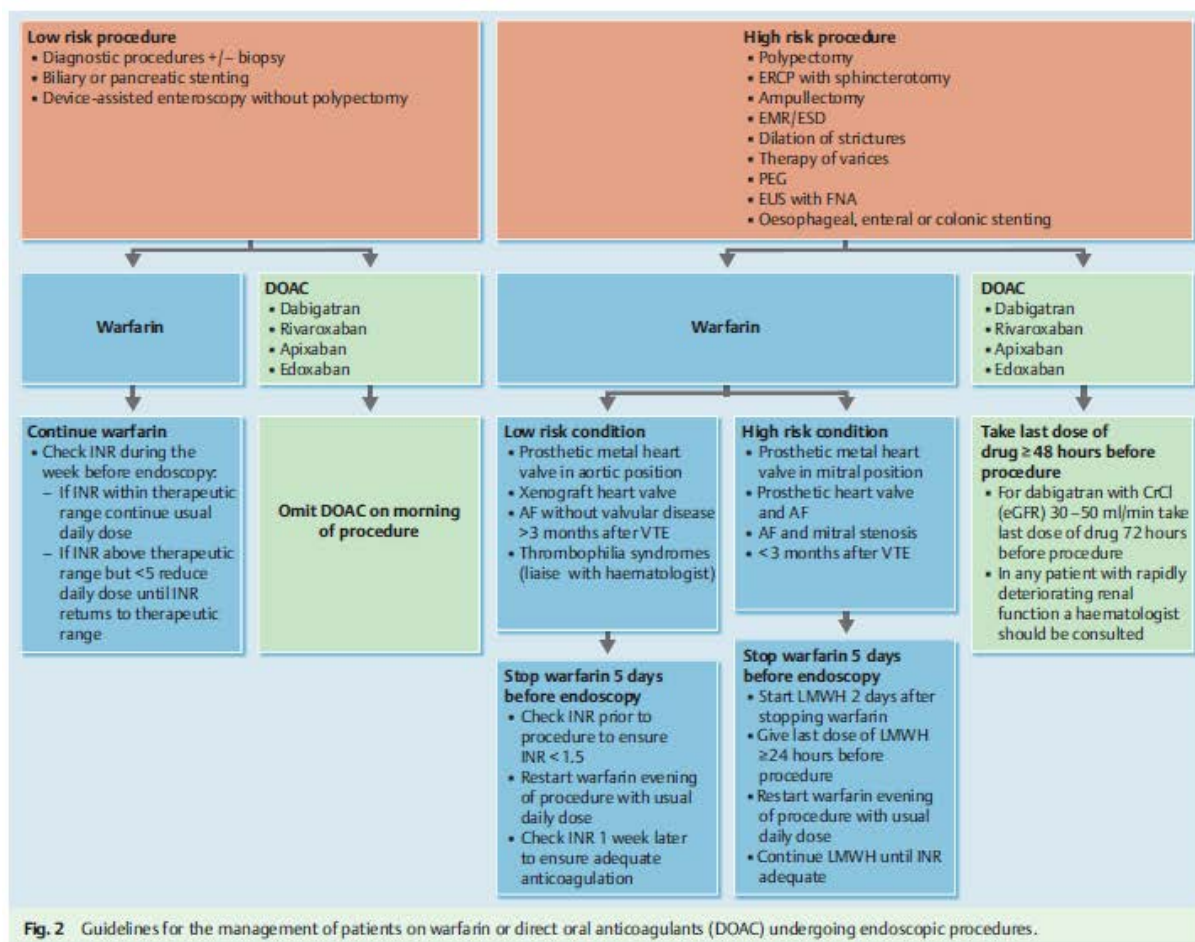 Low risk procedure
▪ Diagnostic procedures +/− biopsy
▪ Biliary or pancreatic stenting
▪ Device-assisted enteroscopy without polypectomy
High risk procedure
▪ Polypectomy
▪ ERCP with sphincterotomy
▪ Ampullectomy
▪ EMR/ESD
▪ Dilation of strictures
▪ Therapy of varices
▪ PEG
▪ EUS with FNA
▪ Oesophageal, enteral or colonic stenting
Warfarin
DOAC
▪ Dabigatran
▪ Rivaroxaban
▪ Apixaban
▪ Edoxaban
Warfarin
DOAC
▪ Dabigatran
▪ Rivaroxaban
▪ Apixaban
▪ Edoxaban
Continue warfarin
▪ Check INR during the
week before endoscopy:
– If INR within therapeutic
range continue usual
daily dose
– If INR above therapeutic
range but <5 reduce
daily dose until INR
returns to therapeutic
range
Omit DOAC on morning
of procedure
Low risk condition
▪ Prosthetic metal heart
valve in aortic position
▪ Xenograft heart valve
▪ AF without valvular disease
>3 months after VTE
▪ Thrombophilia syndromes
(liaise with haematologist)
High risk condition
▪ Prosthetic metal heart
valve in mitral position
▪ Prosthetic heart valve
and AF
▪ AF and mitral stenosis
▪ <3 months after VTE
Take last dose of
drug ≥48 hours before
procedure
▪ For dabigatran with CrCl
(eGFR) 30–50 ml/min take
last dose of drug 72 hours
before procedure
▪ In any patient with rapidly
deteriorating renal
function a haematologist
should be consulted
Stop warfarin 5 days
before endoscopy
▪ Check INR prior to
procedure to ensure
INR <1.5
▪ Restart warfarin evening
of procedure with usual
daily dose
▪ Check INR 1 week later
to ensure adequate
anticoagulation
Stop warfarin 5 days
before endoscopy
▪ Start LMWH 2 days after
stopping warfarin
▪ Give last dose of LMWH
≥24 hours before
procedure
▪ Restart warfarin evening
of procedure with usual
daily dose
▪ Continue LMWH until INR
adequate
Fig. 2 Guidelines for the management of patients on warfarin or direct oral anticoagulants (DOAC) undergoing endoscopic procedures.